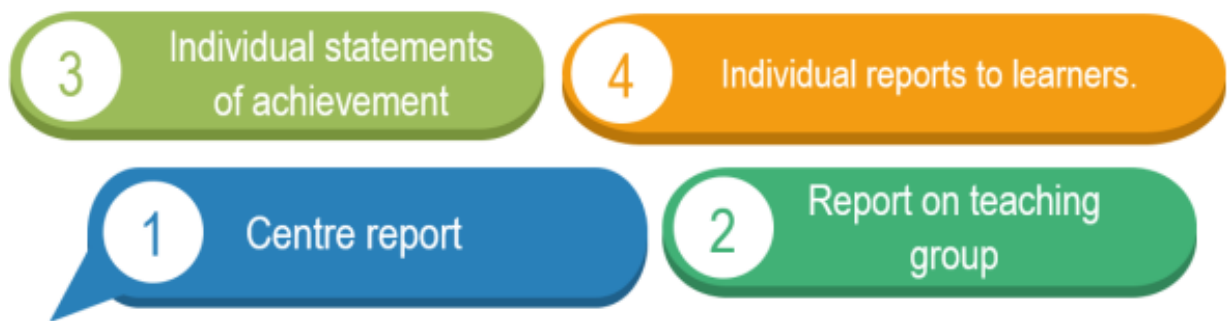 3 Individual statements
of achievement
4 Individual reports to learners.
1 Centre report
2 Report on teaching
group